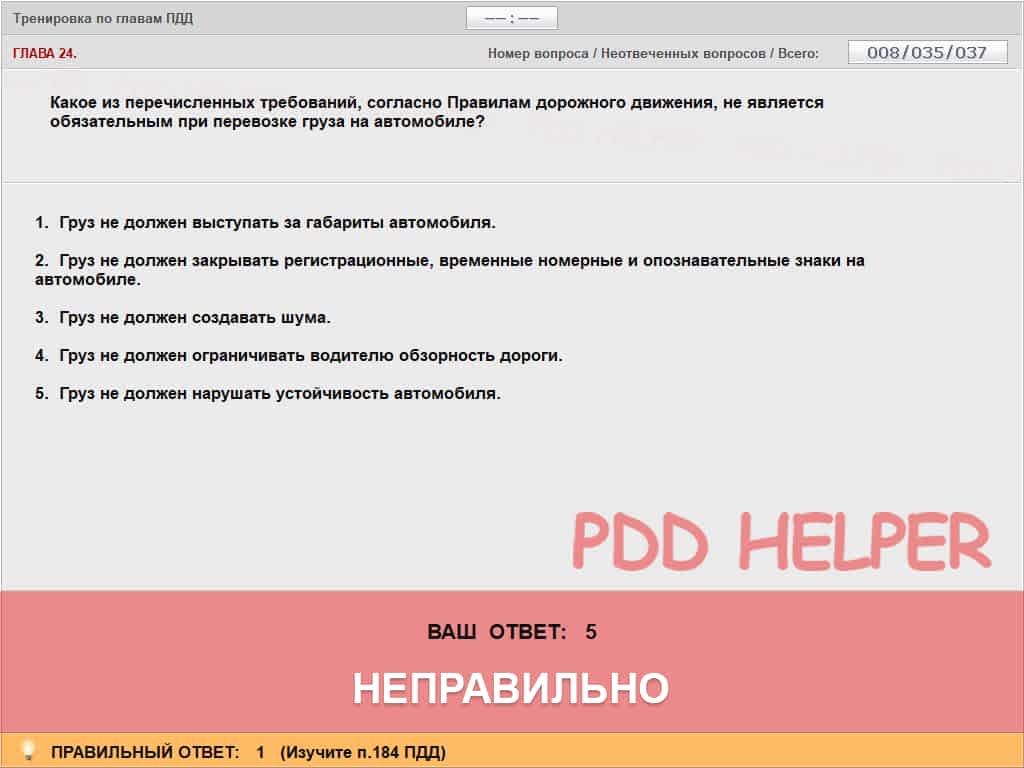 Тренировка по главам ПДД
–– : ––
ГЛАВА 24.
Номер вопроса / Неотвеченных вопросов / Всего:
008/035/037
Какое из перечисленных требований, согласно Правилам дорожного движения, не является
обязательным при перевозке груза на автомобиле?
1. Груз не должен выступать за габариты автомобиля.
2. Груз не должен закрывать регистрационные, временные номерные и опознавательные знаки на
автомобиле.
3. Груз не должен создавать шума.
4. Груз не должен ограничивать водителю обзорность дороги.
5. Груз не должен нарушать устойчивость автомобиля.
PDD HELPER
ВАШ ОТВЕТ: 5
НЕПРАВИЛЬНО
ПРАВИЛЬНЫЙ ОТВЕТ: 1 (Изучите п.184 ПДД)